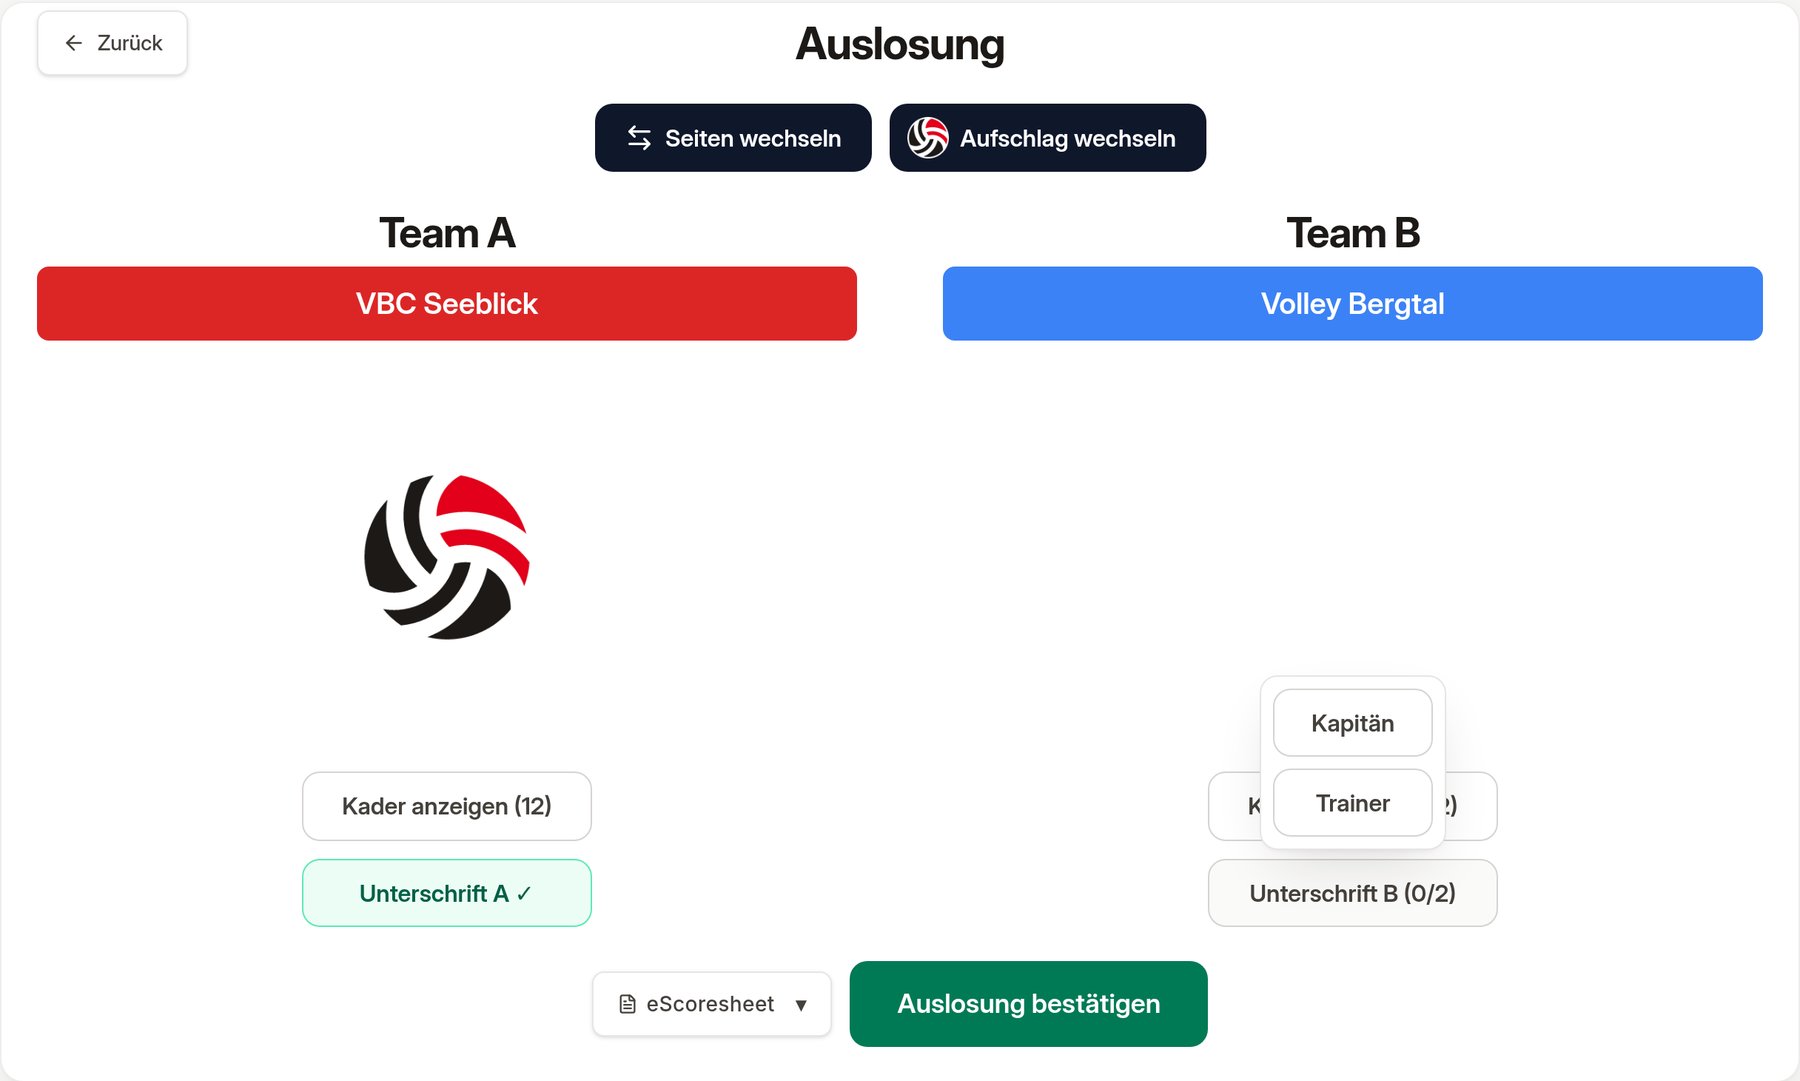 Zurück
Auslosung
Seiten wechseln
Aufschlag wechseln
Team A
VBC Seeblick
Team B
Volley Bergtal
Kapitän
Trainer
Kader anzeigen (12)
Unterschrift A ✓
Unterschrift B (0/2)
eScoresheet ▼
Auslosung bestätigen